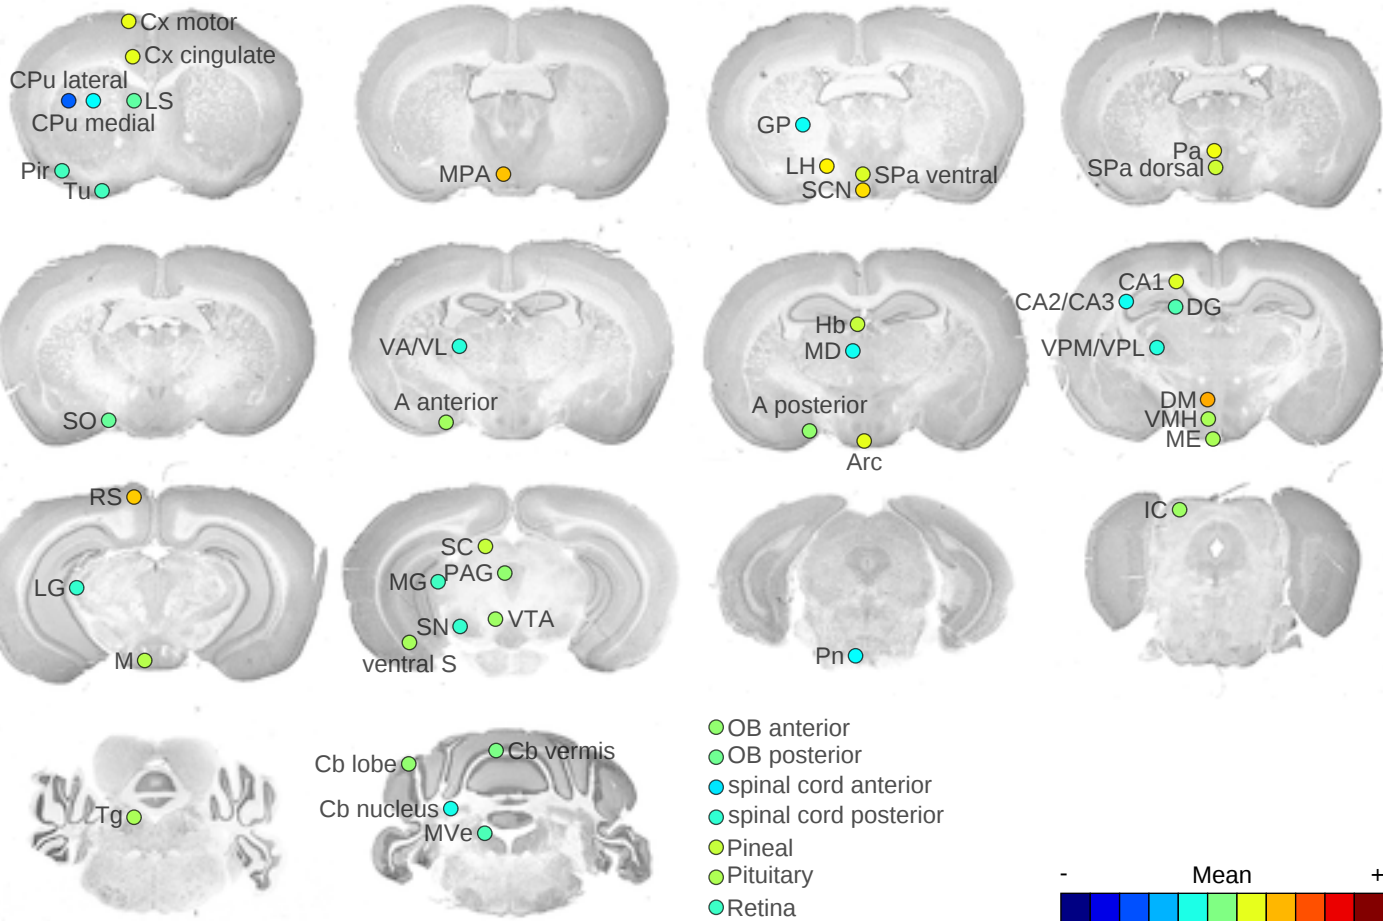 Cx motor
Cx cingulate
CPu lateral
LS
CPu medial
Pir
Tu
MPA
GP
LH
SPa ventral
SCN
Pa
SPa dorsal
SO
VA/VL
A anterior
Hb
MD
A posterior
Arc
CA1
CA2/CA3
DG
VPM/VPL
DM
VMH
ME
RS
LG
M
SC
MG
PAG
SN
VTA
ventral S
Pn
IC
Tg
Cb lobe
Cb vermis
Cb nucleus
MVe
OB anterior
OB posterior
spinal cord anterior
spinal cord posterior
Pineal
Pituitary
Retina
- Mean +